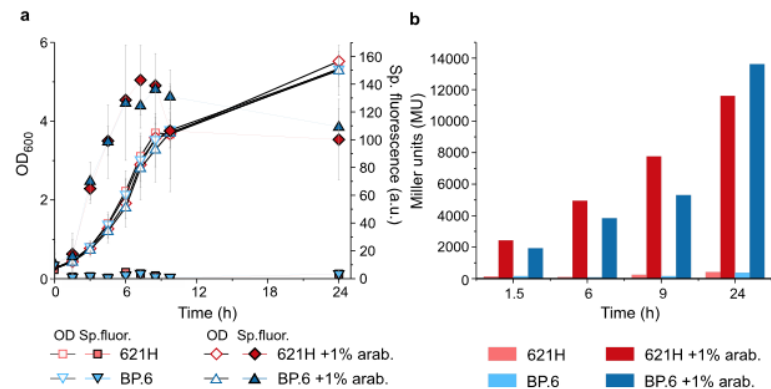 a
b
6
4
2
0
OD600
160
140
120
100
80
60
40
20
0
Sp. fluorescence (a.u.)
0 6 12 18 24
Time (h)
OD Sp.fluor. OD Sp.fluor.
621H 621H +1% arab.
BP.6 BP.6 +1% arab.
14000
12000
10000
8000
6000
4000
2000
0
Miller units (MU)
1.5 6 9 24
Time (h)
621H 621H +1% arab.
BP.6 BP.6 +1% arab.